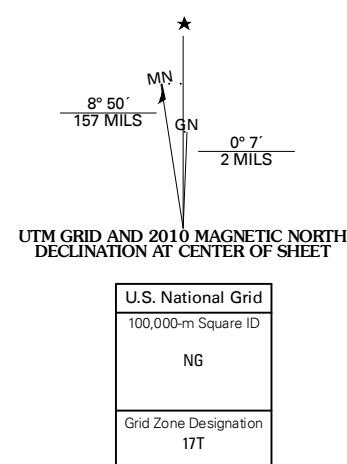 ★
MN
GN
8° 50´
157 MILS
0° 7´
2 MILS
UTM GRID AND 2010 MAGNETIC NORTH
DECLINATION AT CENTER OF SHEET
U.S. National Grid
100,000-m Square ID
NG
Grid Zone Designation
17T